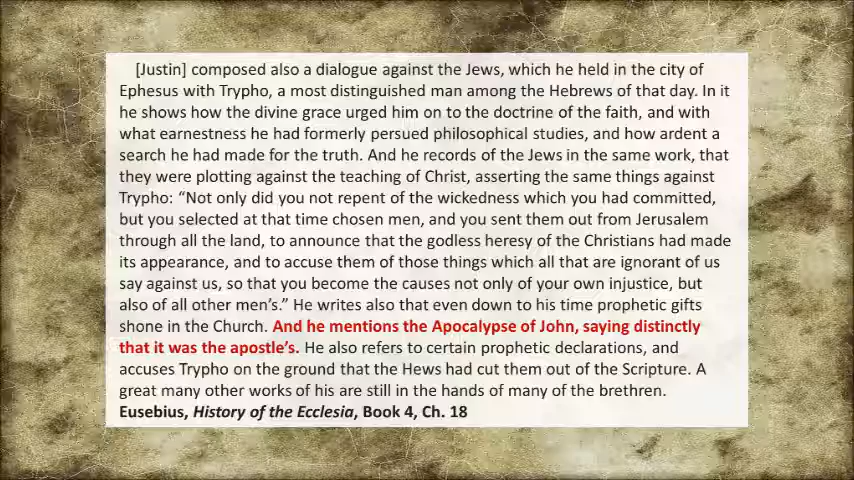 [Justin] composed also a dialogue against the Jews, which he held in the city of
Ephesus with Trypho, a most distinguished man among the Hebrews of that day. In it
he shows how the divine grace urged him on to the doctrine of the faith, and with
what earnestness he had formerly persued philosophical studies, and how ardent a
search he had made for the truth. And he records of the Jews in the same work, that
they were plotting against the teaching of Christ, asserting the same things against
Trypho: “Not only did you not repent of the wickedness which you had committed,
but you selected at that time chosen men, and you sent them out from Jerusalem
through all the land, to announce that the godless heresy of the Christians had made
its appearance, and to accuse them of those things which all that are ignorant of us
say against us, so that you become the causes not only of your own injustice, but
also of all other men’s.” He writes also that even down to his time prophetic gifts
shone in the Church. And he mentions the Apocalypse of John, saying distinctly
that it was the apostle’s. He also refers to certain prophetic declarations, and
accuses Trypho on the ground that the Hews had cut them out of the Scripture. A
great many other works of his are still in the hands of many of the brethren.
Eusebius, History of the Ecclesia, Book 4, Ch. 18